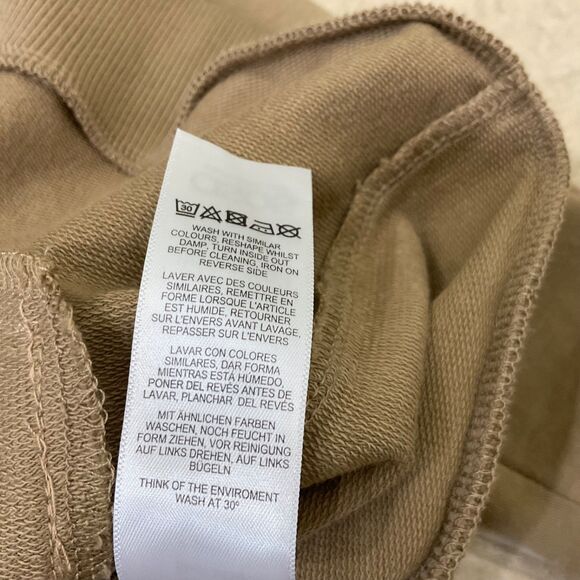 30
WASH WITH SIMILAR
COLOURS, RESHAPE WHILST
DAMP, TURN INSIDE OUT
BEFORE CLEANING, IRON ON
REVERSE SIDE
LAVER AVEC DES COULEURS
SIMILAIRES, REMETTRE EN
FORME LORSQUE L'ARTICLE
EST HUMIDE, RETOURNER
SUR L'ENVERS AVANT LAVAGE,
REPASSER SUR L'ENVERS
LAVAR CON COLORES
SIMILARES, DAR FORMA
MIENTRAS ESTÁ HÚMEDO,
PONER DEL REVÉS ANTES DE
LAVAR, PLANCHAR DEL REVÉS
MIT ÄHNLICHEN FARBEN
WASCHEN, NOCH FEUCHT IN
FORM ZIEHEN, VOR REINIGUNG
AUF LINKS DREHEN, AUF LINKS
BÜGELN
THINK OF THE ENVIROMENT
WASH AT 30°